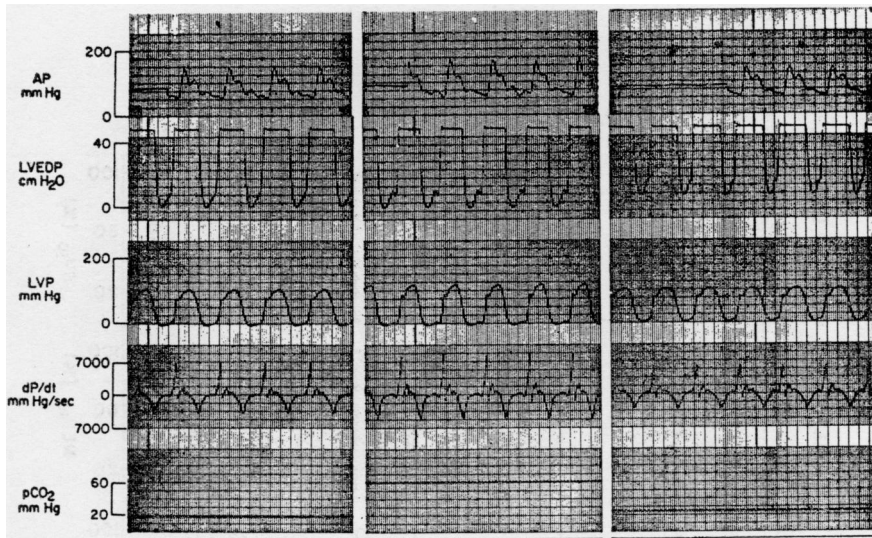 200
AP
mm Hg
0
40
LVEDP
cm H₂O
0
200
LVP
mm Hg
0
7000
dP/dt
0
mm Hg/sec
7000
60
pCO₂
mm Hg
20